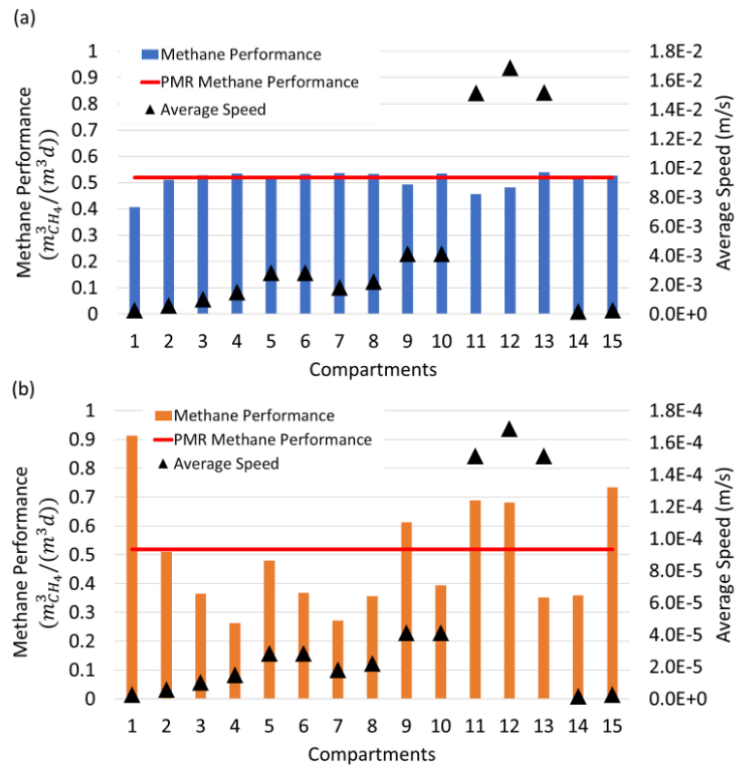 (a)
Methane Performance
PMR Methane Performance
Average Speed
1
0.9
0.8
0.7
0.6
0.5
0.4
0.3
0.2
0.1
0
Methane Performance
(m³_CH₄/(m³d))
1.8E-2
1.6E-2
1.4E-2
1.2E-2
1.0E-2
8.0E-3
6.0E-3
4.0E-3
2.0E-3
0.0E+0
Average Speed (m/s)
1 2 3 4 5 6 7 8 9 10 11 12 13 14 15
Compartments
(b)
Methane Performance
PMR Methane Performance
Average Speed
1
0.9
0.8
0.7
0.6
0.5
0.4
0.3
0.2
0.1
0
Methane Performance
(m³_CH₄/(m³d))
1.8E-4
1.6E-4
1.4E-4
1.2E-4
1.0E-4
8.0E-5
6.0E-5
4.0E-5
2.0E-5
0.0E+0
Average Speed (m/s)
1 2 3 4 5 6 7 8 9 10 11 12 13 14 15
Compartments